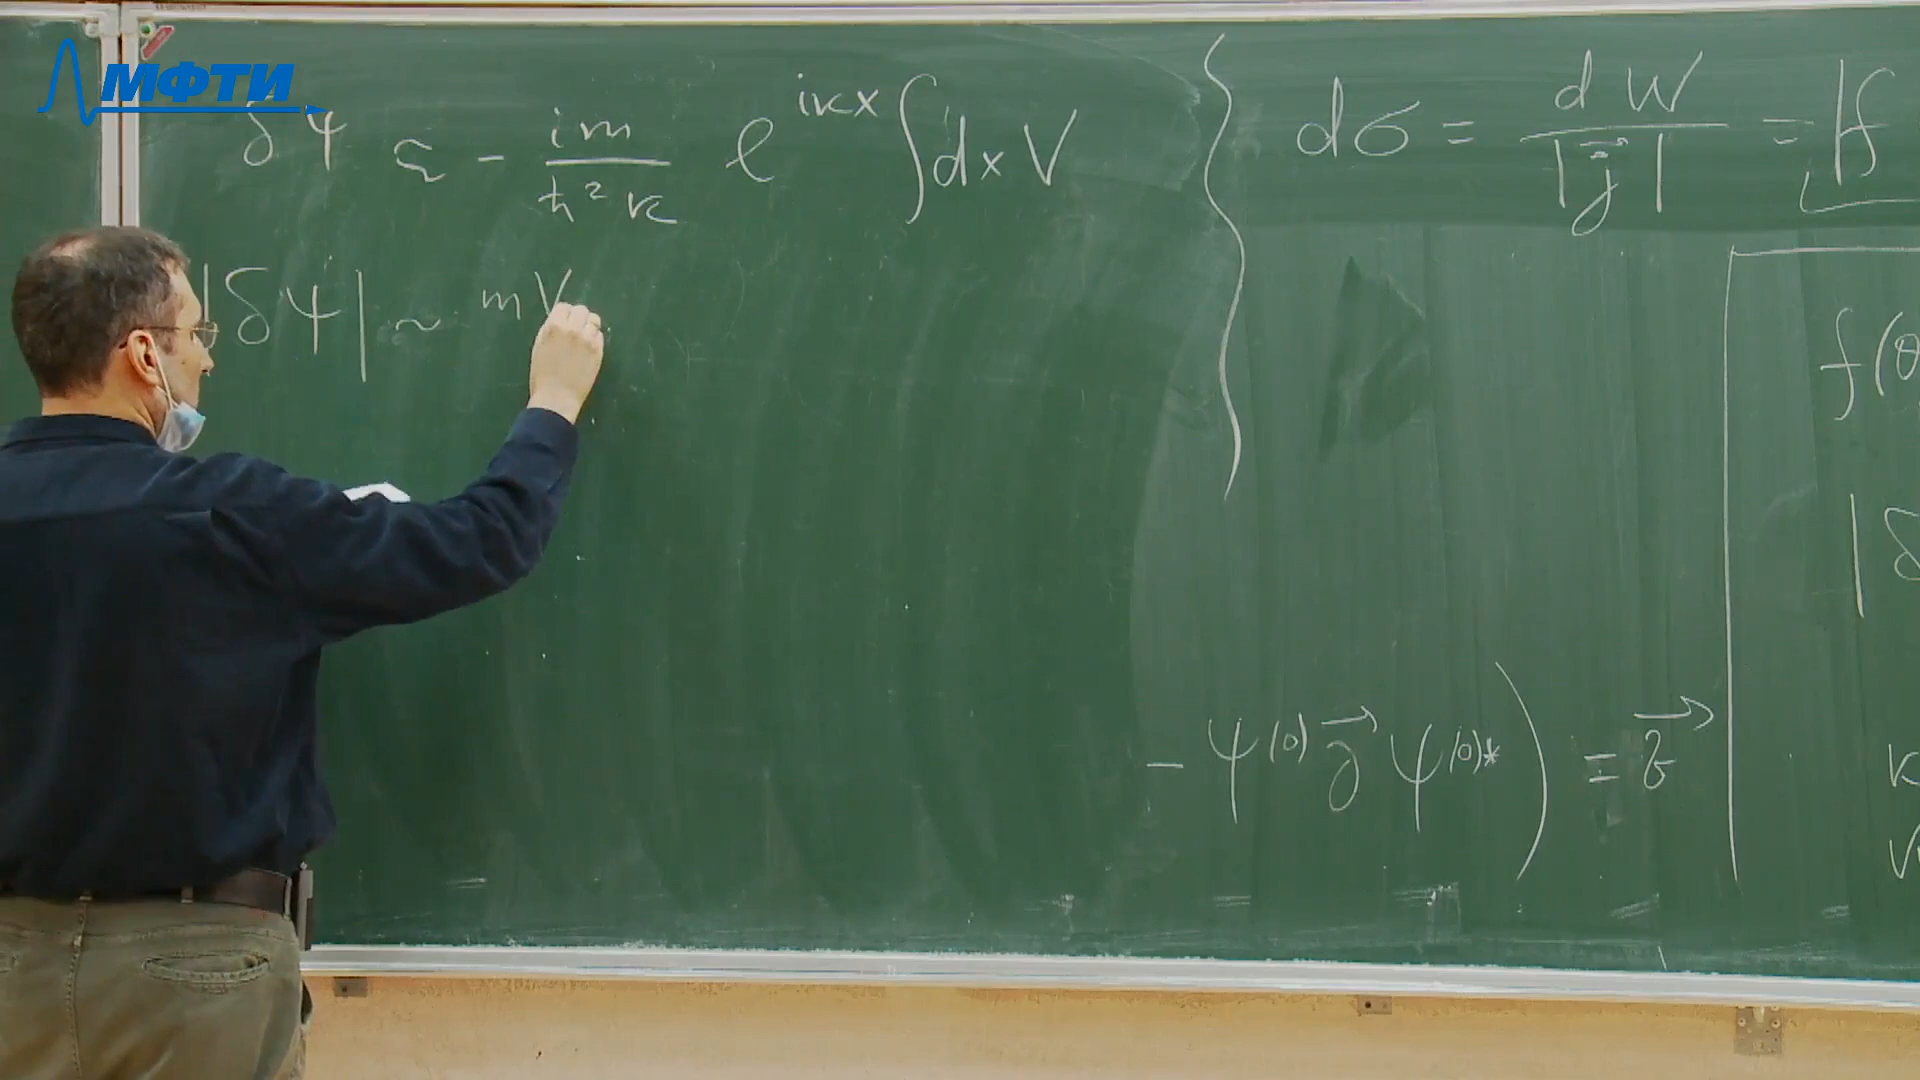 МФТИ
δψ ≈ - im / ħ²k e^{ikx} ∫dx V
|δψ| ~ mV
dσ = dW / |j⃗| = |f
f(θ
|δ
- ψ^{(0)} ∂⃗ ψ^{(0)*} ) = v⃗
k